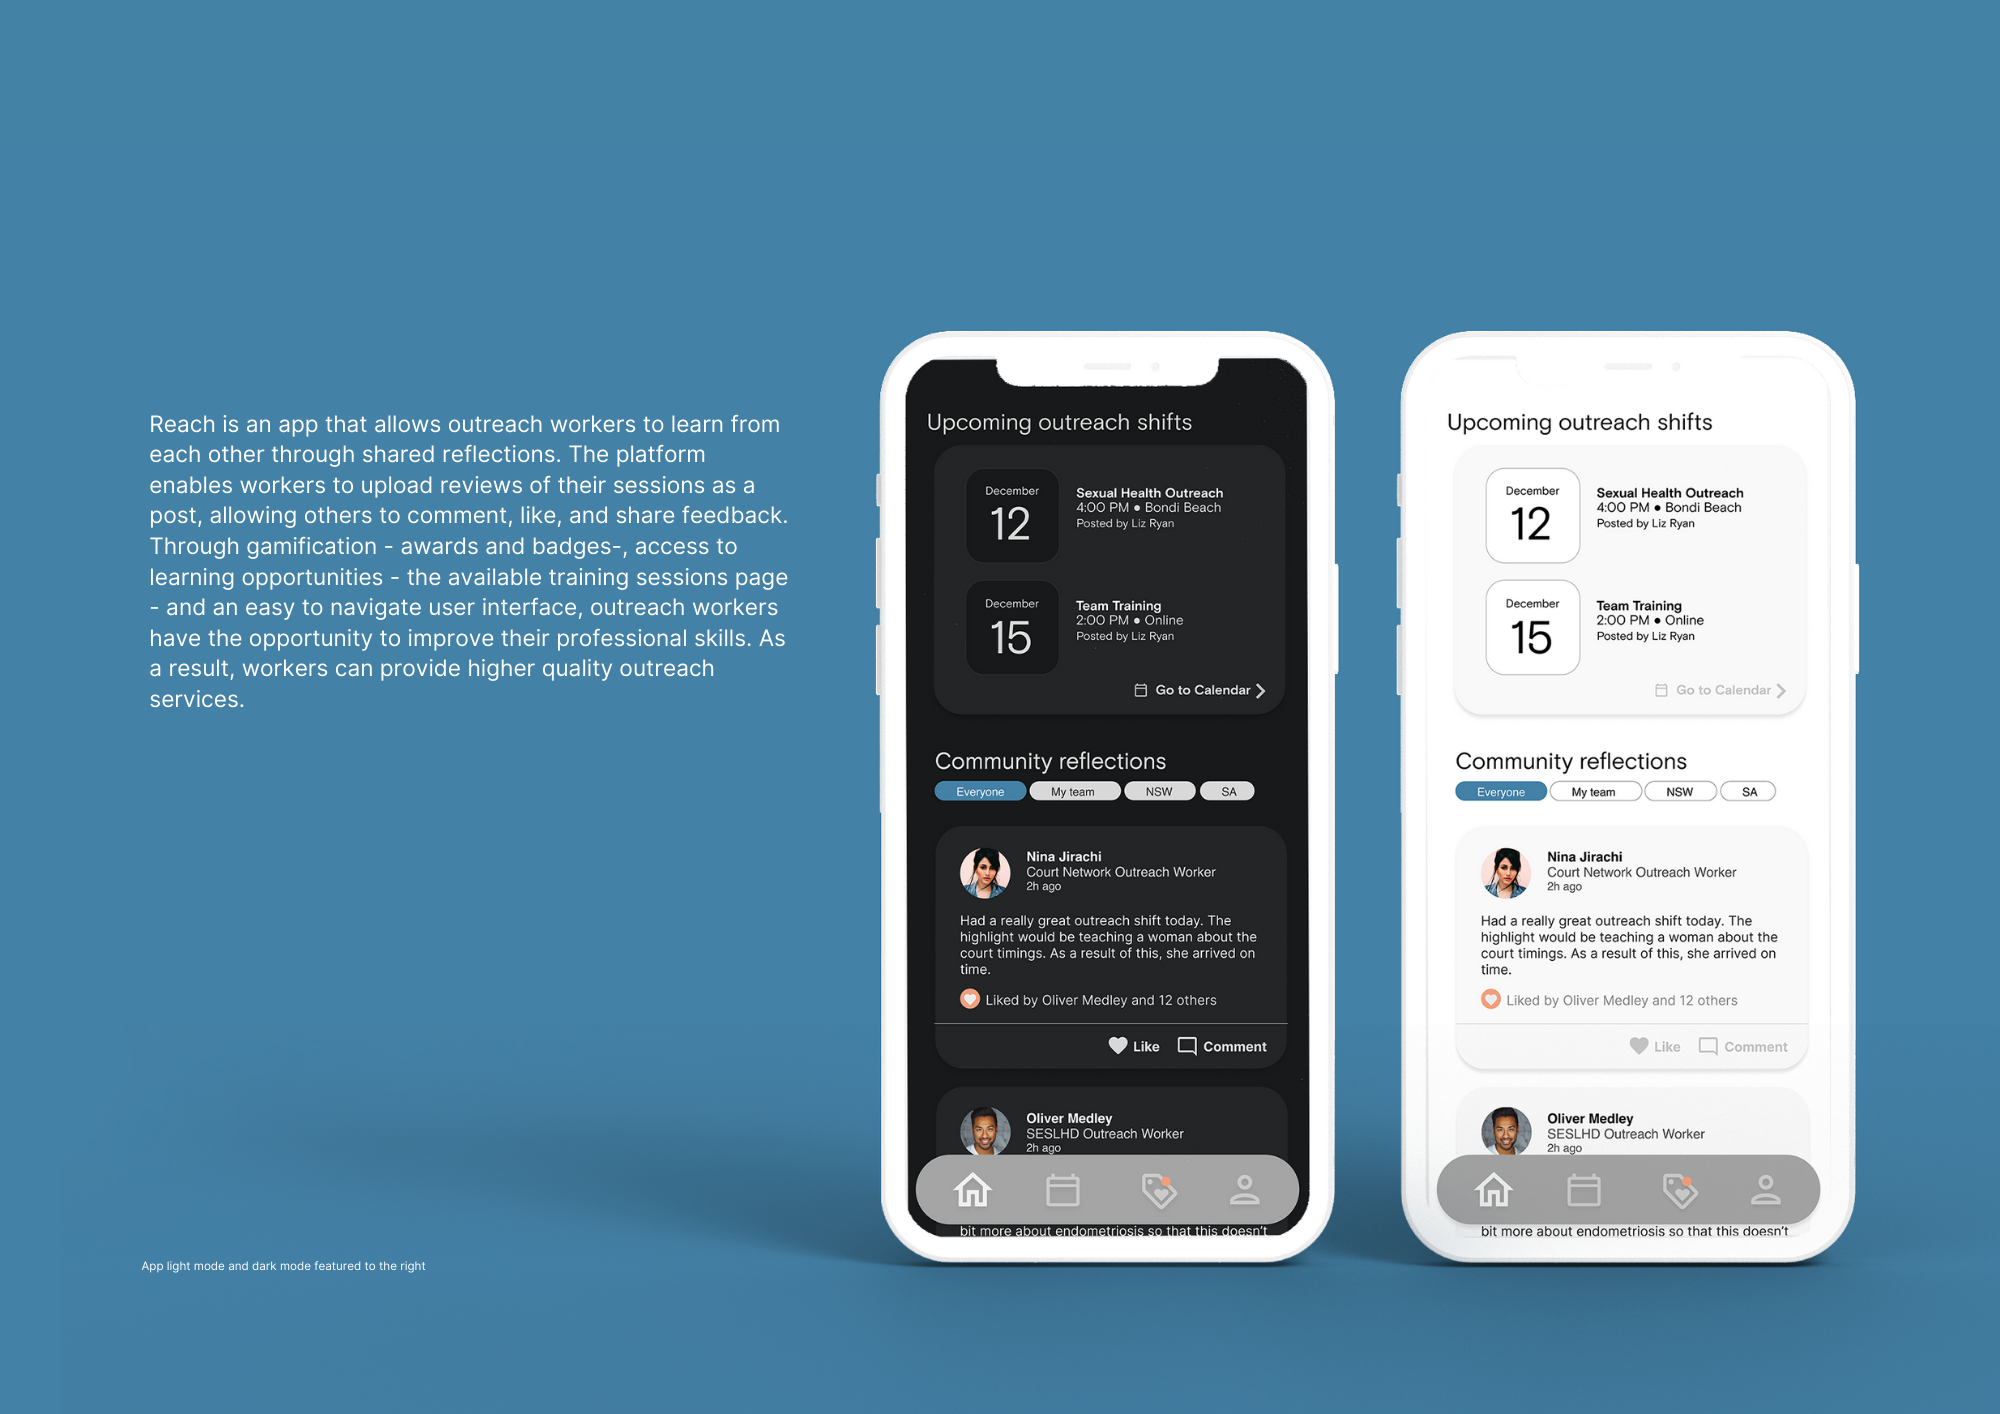 Reach is an app that allows outreach workers to learn from
each other through shared reflections. The platform
enables workers to upload reviews of their sessions as a
post, allowing others to comment, like, and share feedback.
Through gamification - awards and badges-, access to
learning opportunities - the available training sessions page
- and an easy to navigate user interface, outreach workers
have the opportunity to improve their professional skills. As
a result, workers can provide higher quality outreach
services.
App light mode and dark mode featured to the right
Upcoming outreach shifts
December
12
Sexual Health Outreach
4:00 PM • Bondi Beach
Posted by Liz Ryan
December
15
Team Training
2:00 PM • Online
Posted by Liz Ryan
Go to Calendar
Community reflections
Everyone My team NSW SA
Nina Jirachi
Court Network Outreach Worker
2h ago
Had a really great outreach shift today. The
highlight would be teaching a woman about the
court timings. As a result of this, she arrived on
time.
Liked by Oliver Medley and 12 others
Like Comment
Oliver Medley
SESLHD Outreach Worker
2h ago
bit more about endometriosis so that this doesn't
Upcoming outreach shifts
December
12
Sexual Health Outreach
4:00 PM • Bondi Beach
Posted by Liz Ryan
December
15
Team Training
2:00 PM • Online
Posted by Liz Ryan
Go to Calendar
Community reflections
Everyone My team NSW SA
Nina Jirachi
Court Network Outreach Worker
2h ago
Had a really great outreach shift today. The
highlight would be teaching a woman about the
court timings. As a result of this, she arrived on
time.
Liked by Oliver Medley and 12 others
Like Comment
Oliver Medley
SESLHD Outreach Worker
2h ago
bit more about endometriosis so that this doesn't